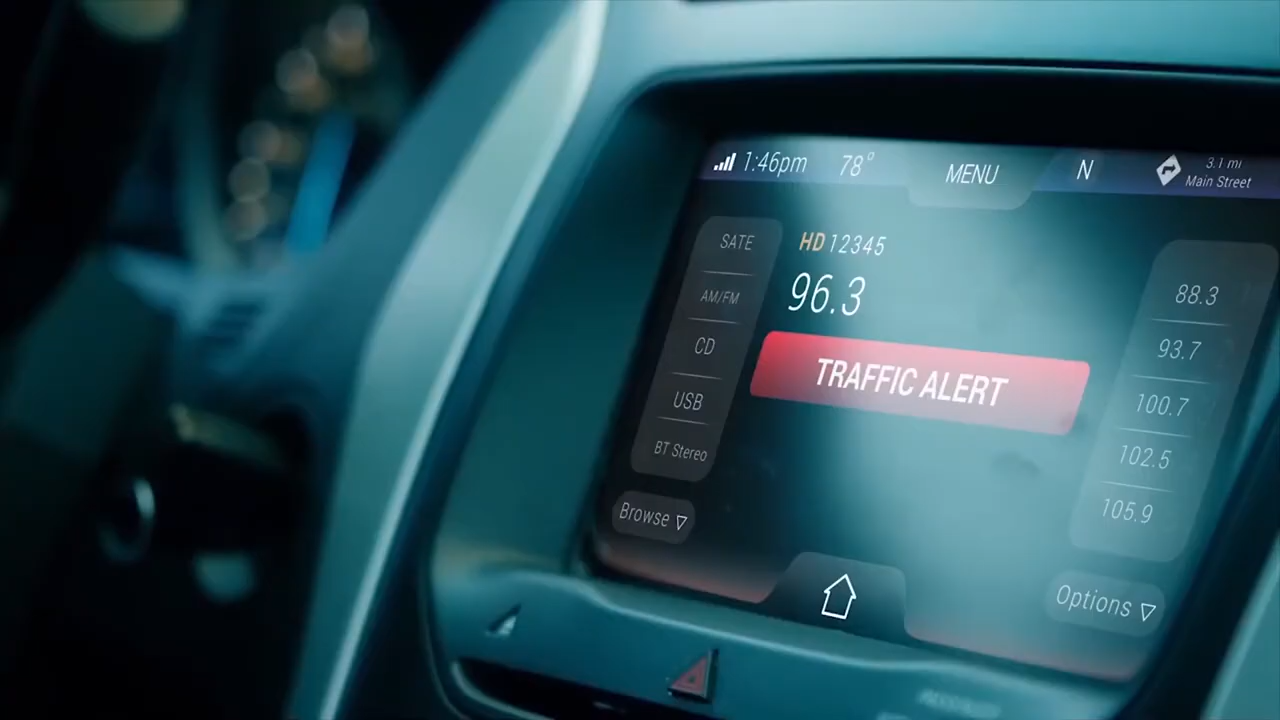 1:46pm 78° MENU N 3.1 mi
Main Street
SATE
AM/FM
CD
USB
BT Stereo
Browse
HD 12345
96.3
TRAFFIC ALERT
88.3
93.7
100.7
102.5
105.9
Options